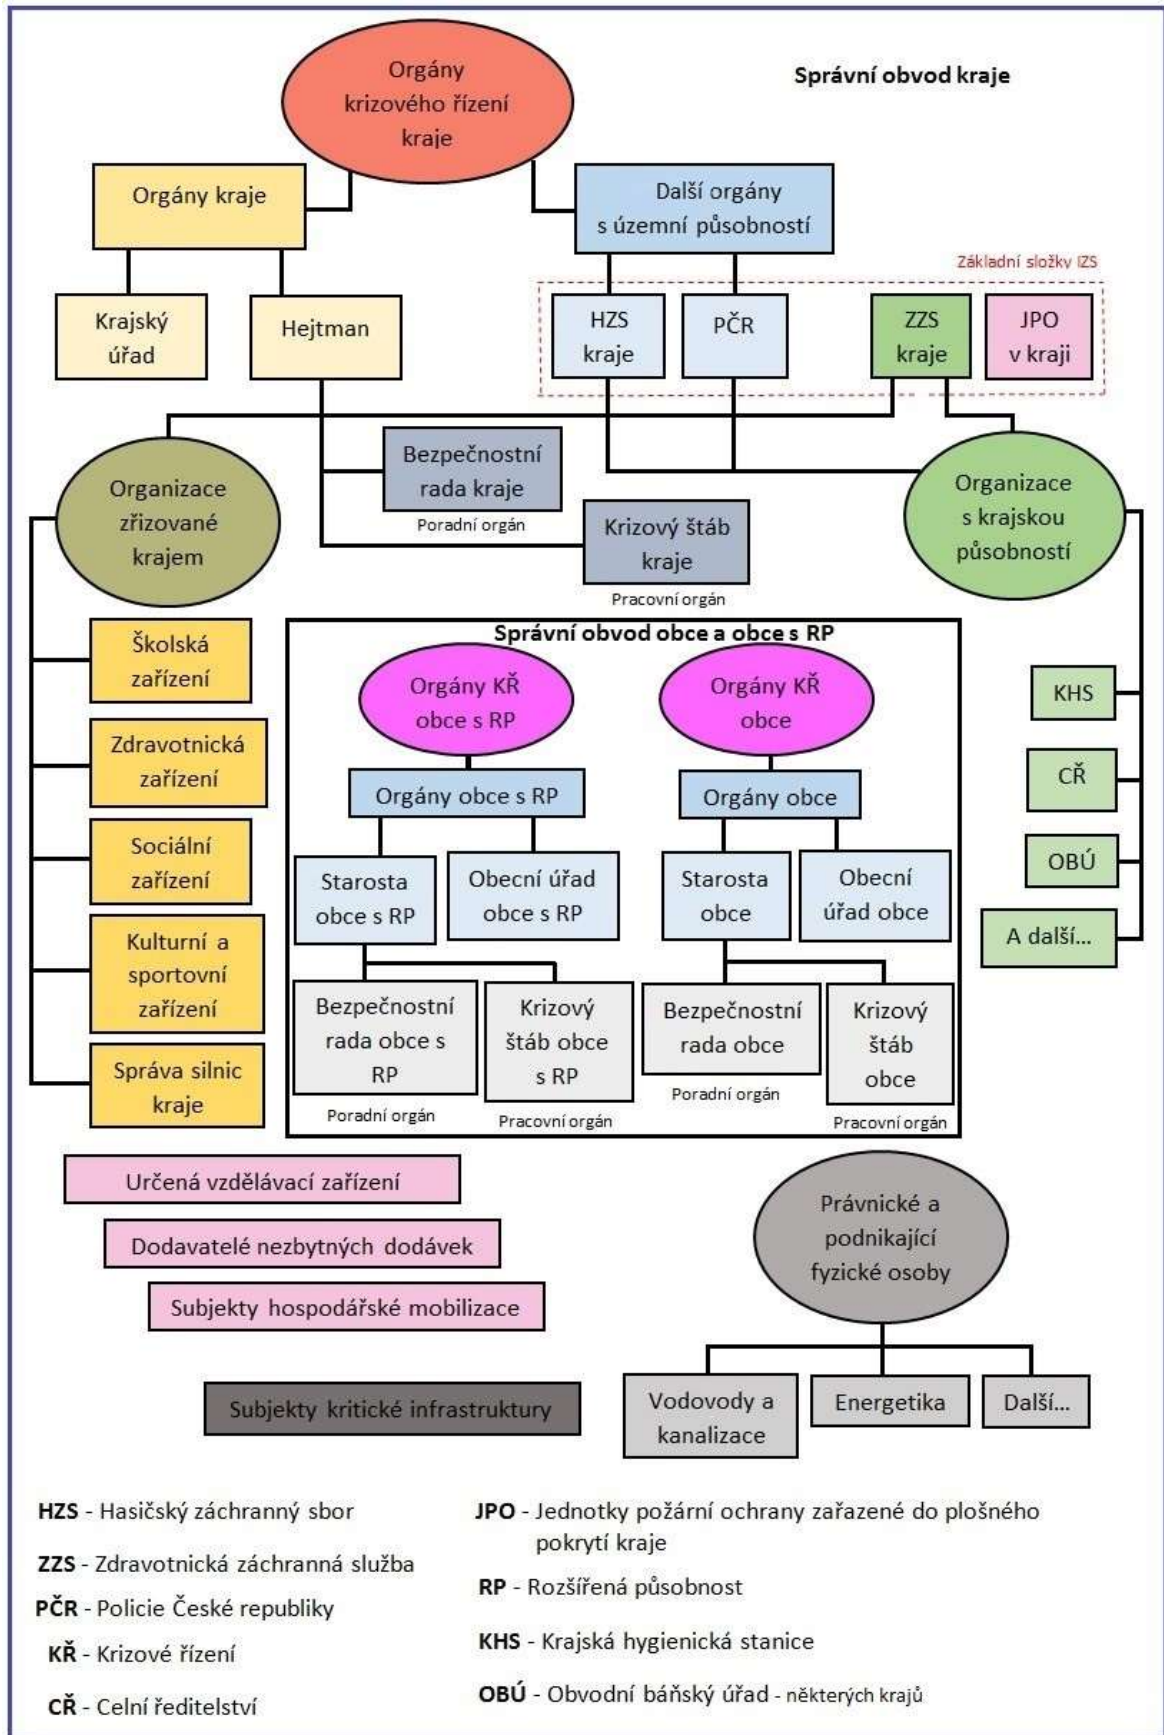 Orgány
krizového řízení
kraje
Správní obvod kraje
Orgány kraje
Další orgány
s územní působností
Základní složky IZS
Krajský
úřad
Hejtman
HZS
kraje
PČR
ZZS
kraje
JPO
v kraji
Bezpečnostní
rada kraje
Poradní orgán
Krizový štáb
kraje
Pracovní orgán
Organizace
zřizované
krajem
Organizace
s krajskou
působností
Školská
zařízení
Zdravotnická
zařízení
Sociální
zařízení
Kulturní a
sportovní
zařízení
Správa silnic
kraje
Správní obvod obce a obce s RP
Orgány KŘ
obce s RP
Orgány KŘ
obce
Orgány obce s RP
Orgány obce
Starosta
obce s RP
Obecní úřad
obce s RP
Starosta
obce
Obecní
úřad obce
Bezpečnostní
rada obce s
RP
Poradní orgán
Krizový
štáb obce
s RP
Pracovní orgán
Bezpečnostní
rada obce
Poradní orgán
Krizový
štáb
obce
Pracovní orgán
KHS
CŘ
OBÚ
A další...
Určená vzdělávací zařízení
Dodavatelé nezbytných dodávek
Subjekty hospodářské mobilizace
Subjekty kritické infrastruktury
Právnické a
podnikající
fyzické osoby
Vodovody a
kanalizace
Energetika
Další...
HZS - Hasičský záchranný sbor
ZZS - Zdravotnická záchranná služba
PČR - Policie České republiky
KŘ - Krizové řízení
CŘ - Celní ředitelství
JPO - Jednotky požární ochrany zařazené do plošného
pokrytí kraje
RP - Rozšířená působnost
KHS - Krajská hygienická stanice
OBÚ - Obvodní báňský úřad - některých krajů